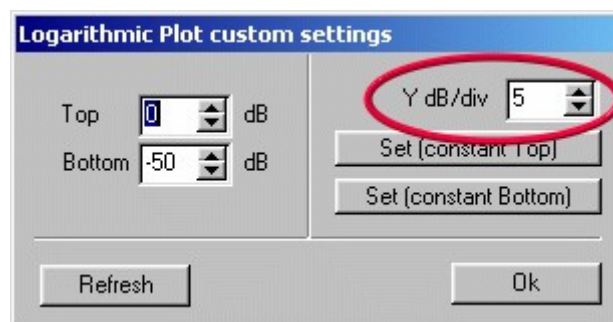 Logarithmic Plot custom settings
Top 0 dB
Bottom -50 dB
Y dB/div 5
Set (constant Top)
Set (constant Bottom)
Refresh
Ok